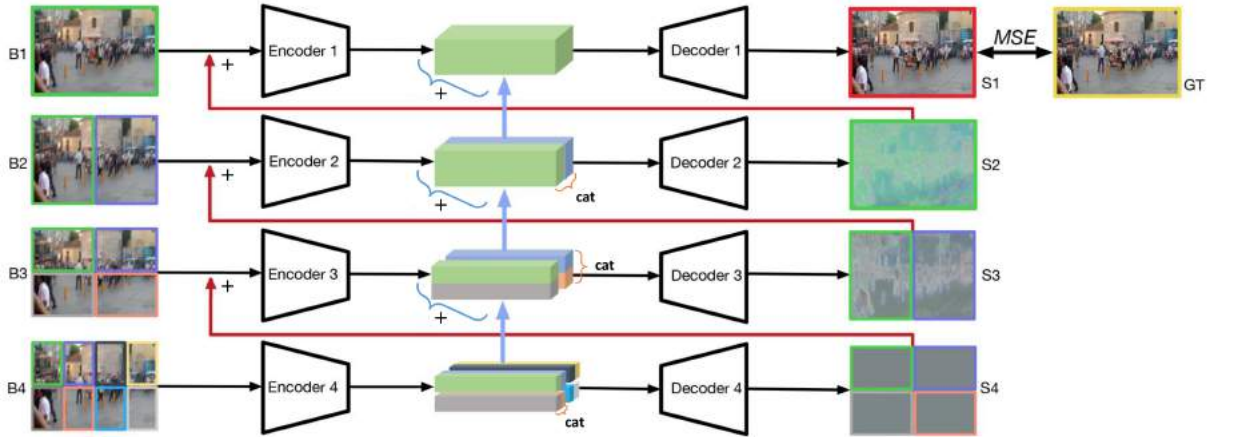 B1
+
Encoder 1
+
Decoder 1
S1
MSE
GT
B2
+
Encoder 2
+
cat
Decoder 2
S2
B3
+
Encoder 3
+
cat
Decoder 3
S3
B4
Encoder 4
cat
Decoder 4
S4